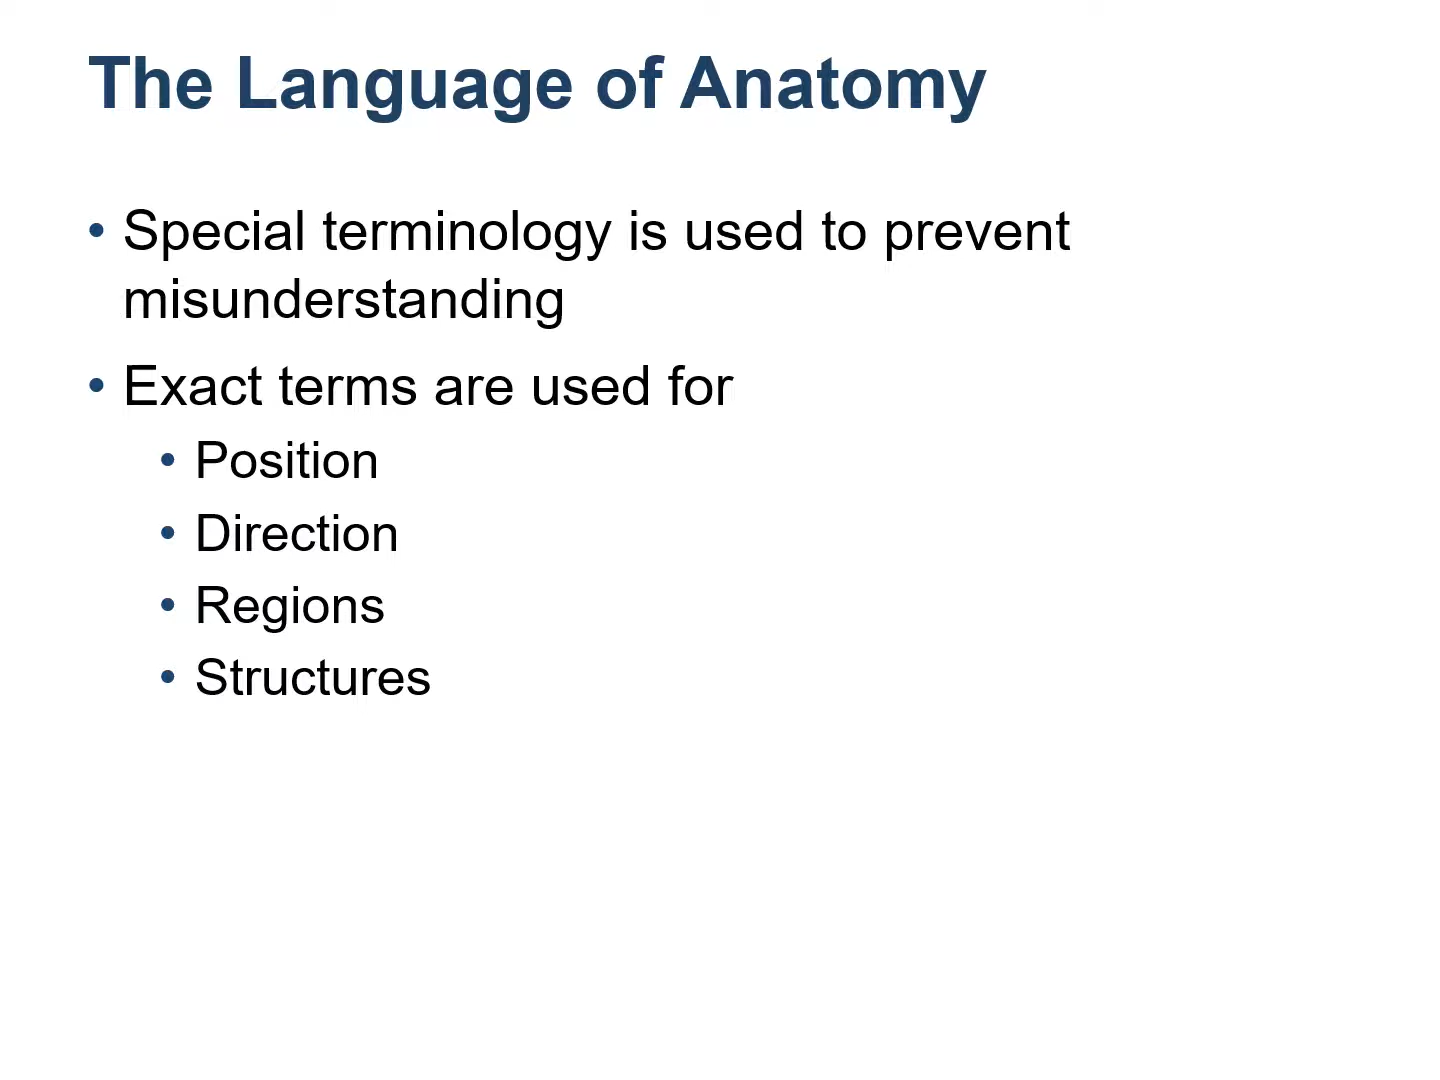 The Language of Anatomy
• Special terminology is used to prevent
misunderstanding
• Exact terms are used for
• Position
• Direction
• Regions
• Structures